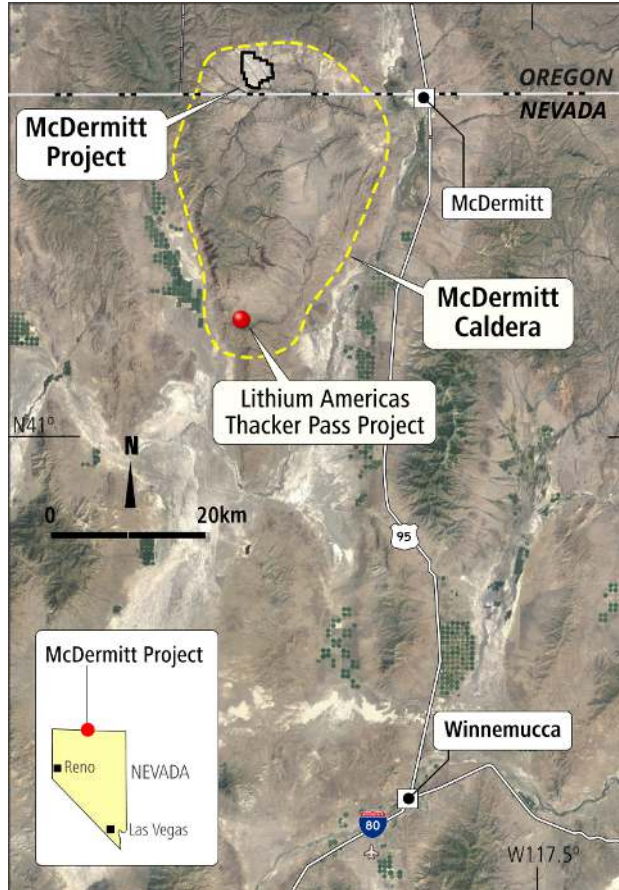 OREGON
NEVADA
McDermitt
Project
McDermitt
McDermitt
Caldera
Lithium Americas
Thacker Pass Project
N41°
N
0 20km
95
McDermitt Project
Reno
NEVADA
Las Vegas
Winnemucca
80
W117.5°